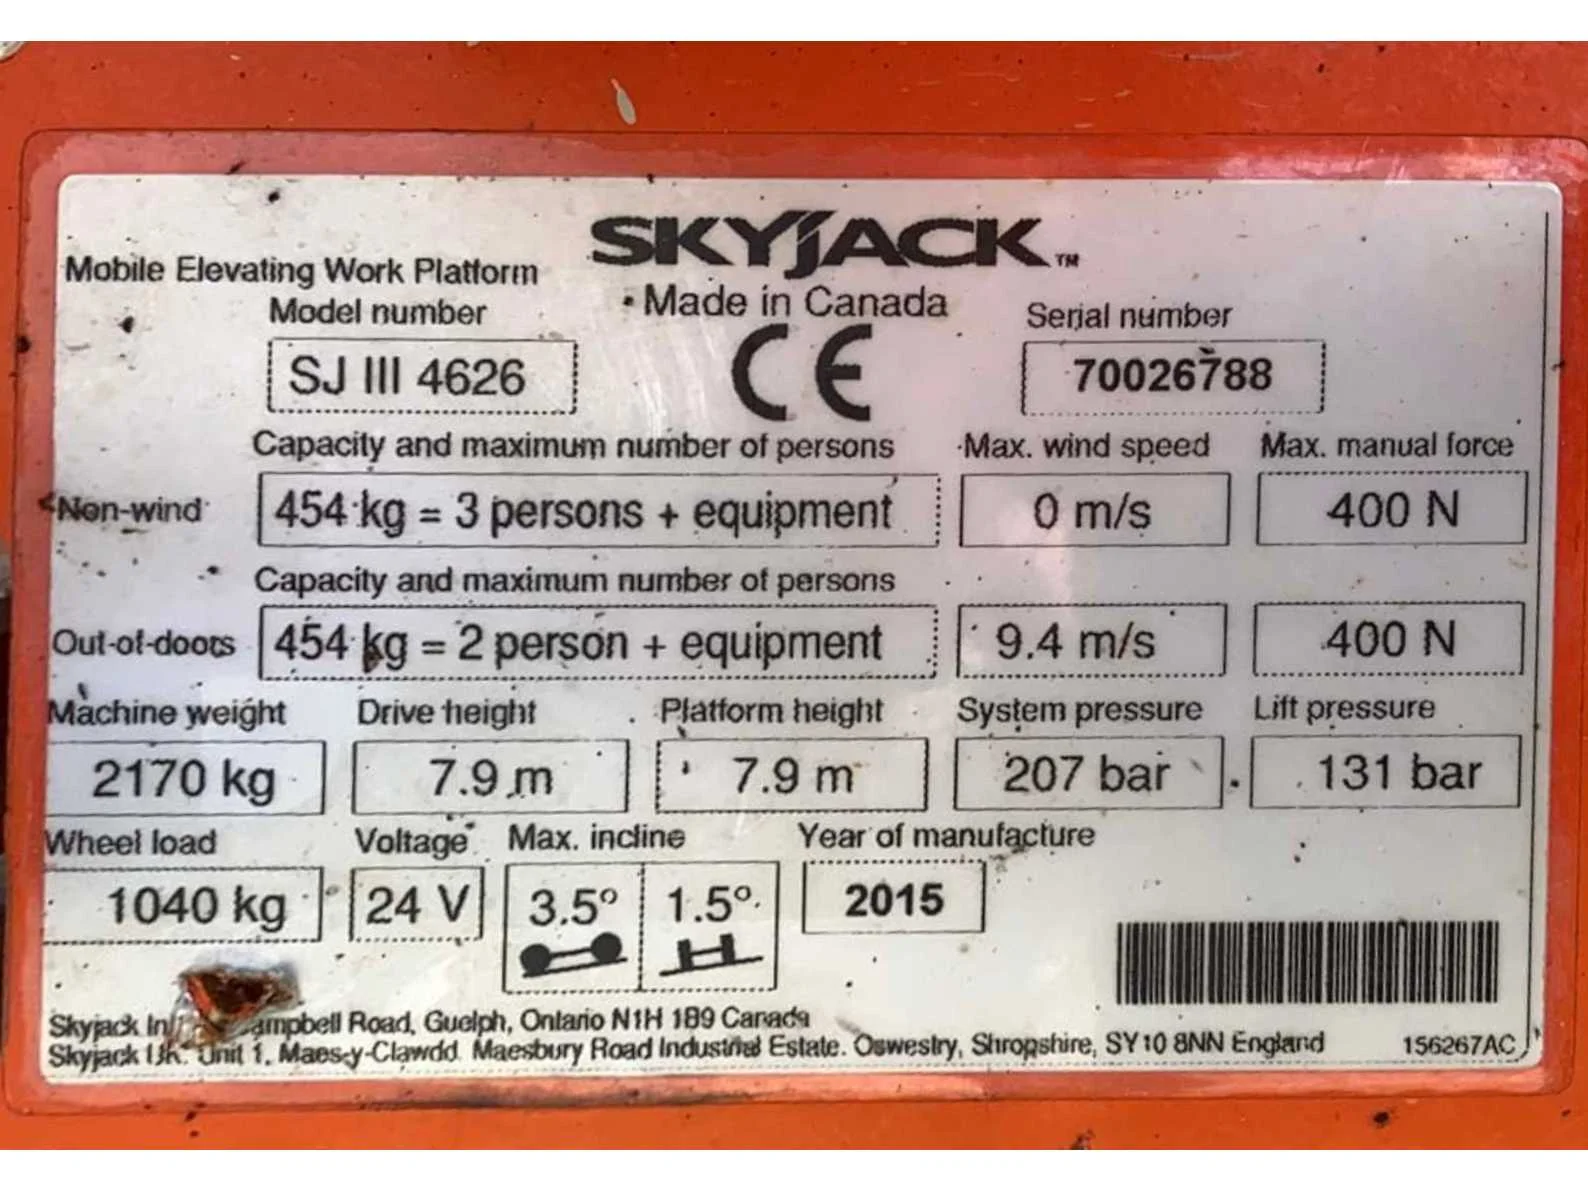 SKYJACK™
Mobile Elevating Work Platform
Made in Canada
Model number
Serial number
SJ III 4626
CE
70026788
Capacity and maximum number of persons Max. wind speed Max. manual force
Non-wind 454 kg = 3 persons + equipment 0 m/s 400 N
Capacity and maximum number of persons
Out-of-doors 454 kg = 2 person + equipment 9.4 m/s 400 N
Machine weight Drive height Platform height System pressure Lift pressure
2170 kg 7.9 m 7.9 m 207 bar 131 bar
Wheel load Voltage Max. incline Year of manufacture
1040 kg 24 V 3.5° 1.5° 2015
Skyjack Road, Guelph, Ontario N1H 1B9 Canada
Skyjack UK. Unit 1, Maes-y-Clawdd Maesbury Road Industrial Estate. Oswestry, Shropshire, SY10 8NN England 156267AC